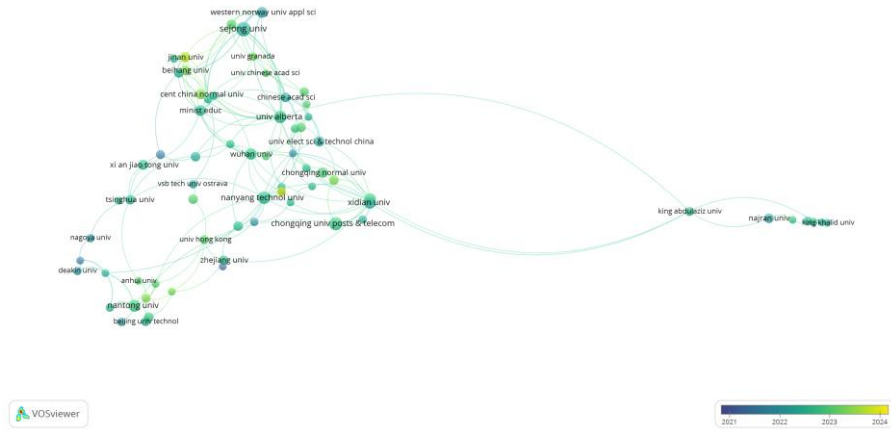 western norway univ appl sci
sejong univ
jinan univ
univ granada
beihang univ
univ chinese acad sci
cent china normal univ
chinese acad sci
minist educ
univ alberta
univ elect sci & technol china
wuhan univ
xi an jiao tong univ
chongqing normal univ
vsb tech univ ostrava
tsinghua univ
nanyang technol univ
xidian univ
king abdulaziz univ
najran univ
king khalid univ
chongqing univ posts & telecom
nagoya univ
univ hong kong
zhejiang univ
deakin univ
anhui univ
nantong univ
beijing univ technol
VOSviewer
2021 2022 2023 2024